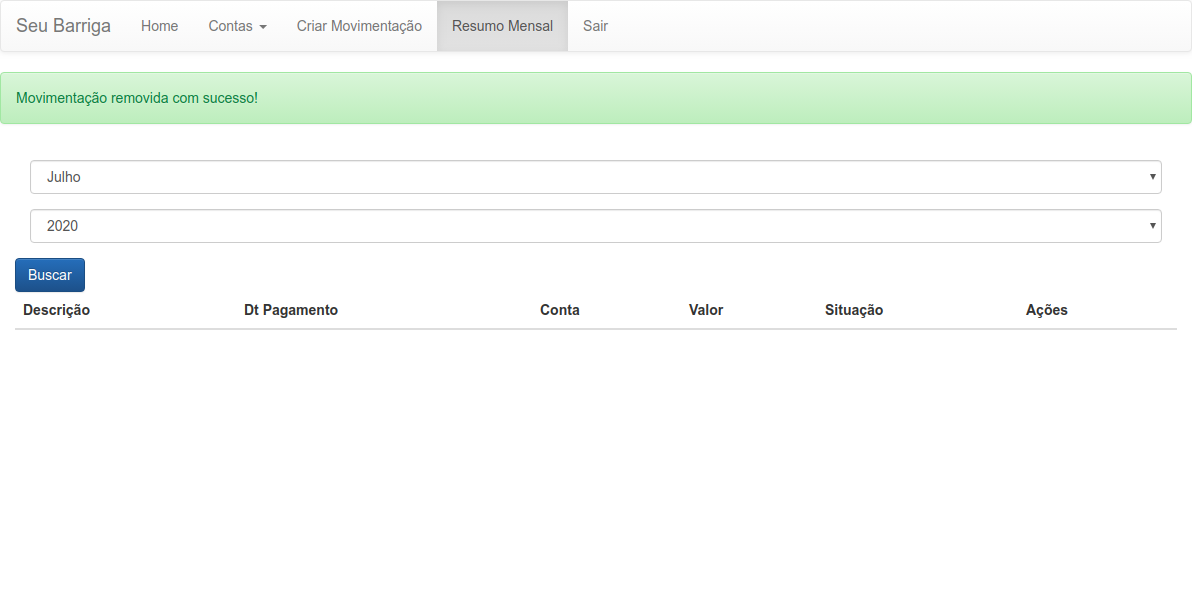 Seu Barriga Home Contas Criar Movimentação Resumo Mensal Sair
Movimentação removida com sucesso!
Julho
2020
Buscar
Descrição Dt Pagamento Conta Valor Situação Ações